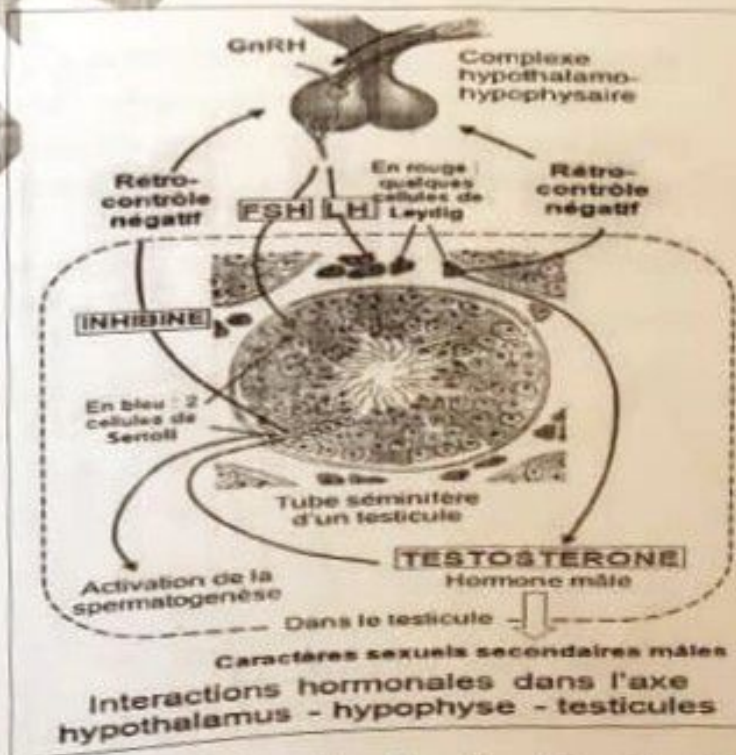 GnRH
Complexe
hypothalamo-
hypophysaire
Rétro-
contrôle
négatif
FSH LH
En rouge :
quelques
cellules de
Leydig
Rétro-
contrôle
négatif
INHIBINE
En bleu : 2
cellules de
Sertoli
Tube séminifère
d'un testicule
TESTOSTERONE
Hormone mâle
Activation de la
spermatogenèse
Dans le testicule
Caractères sexuels secondaires mâles
Interactions hormonales dans l'axe
hypothalamus - hypophyse - testicules